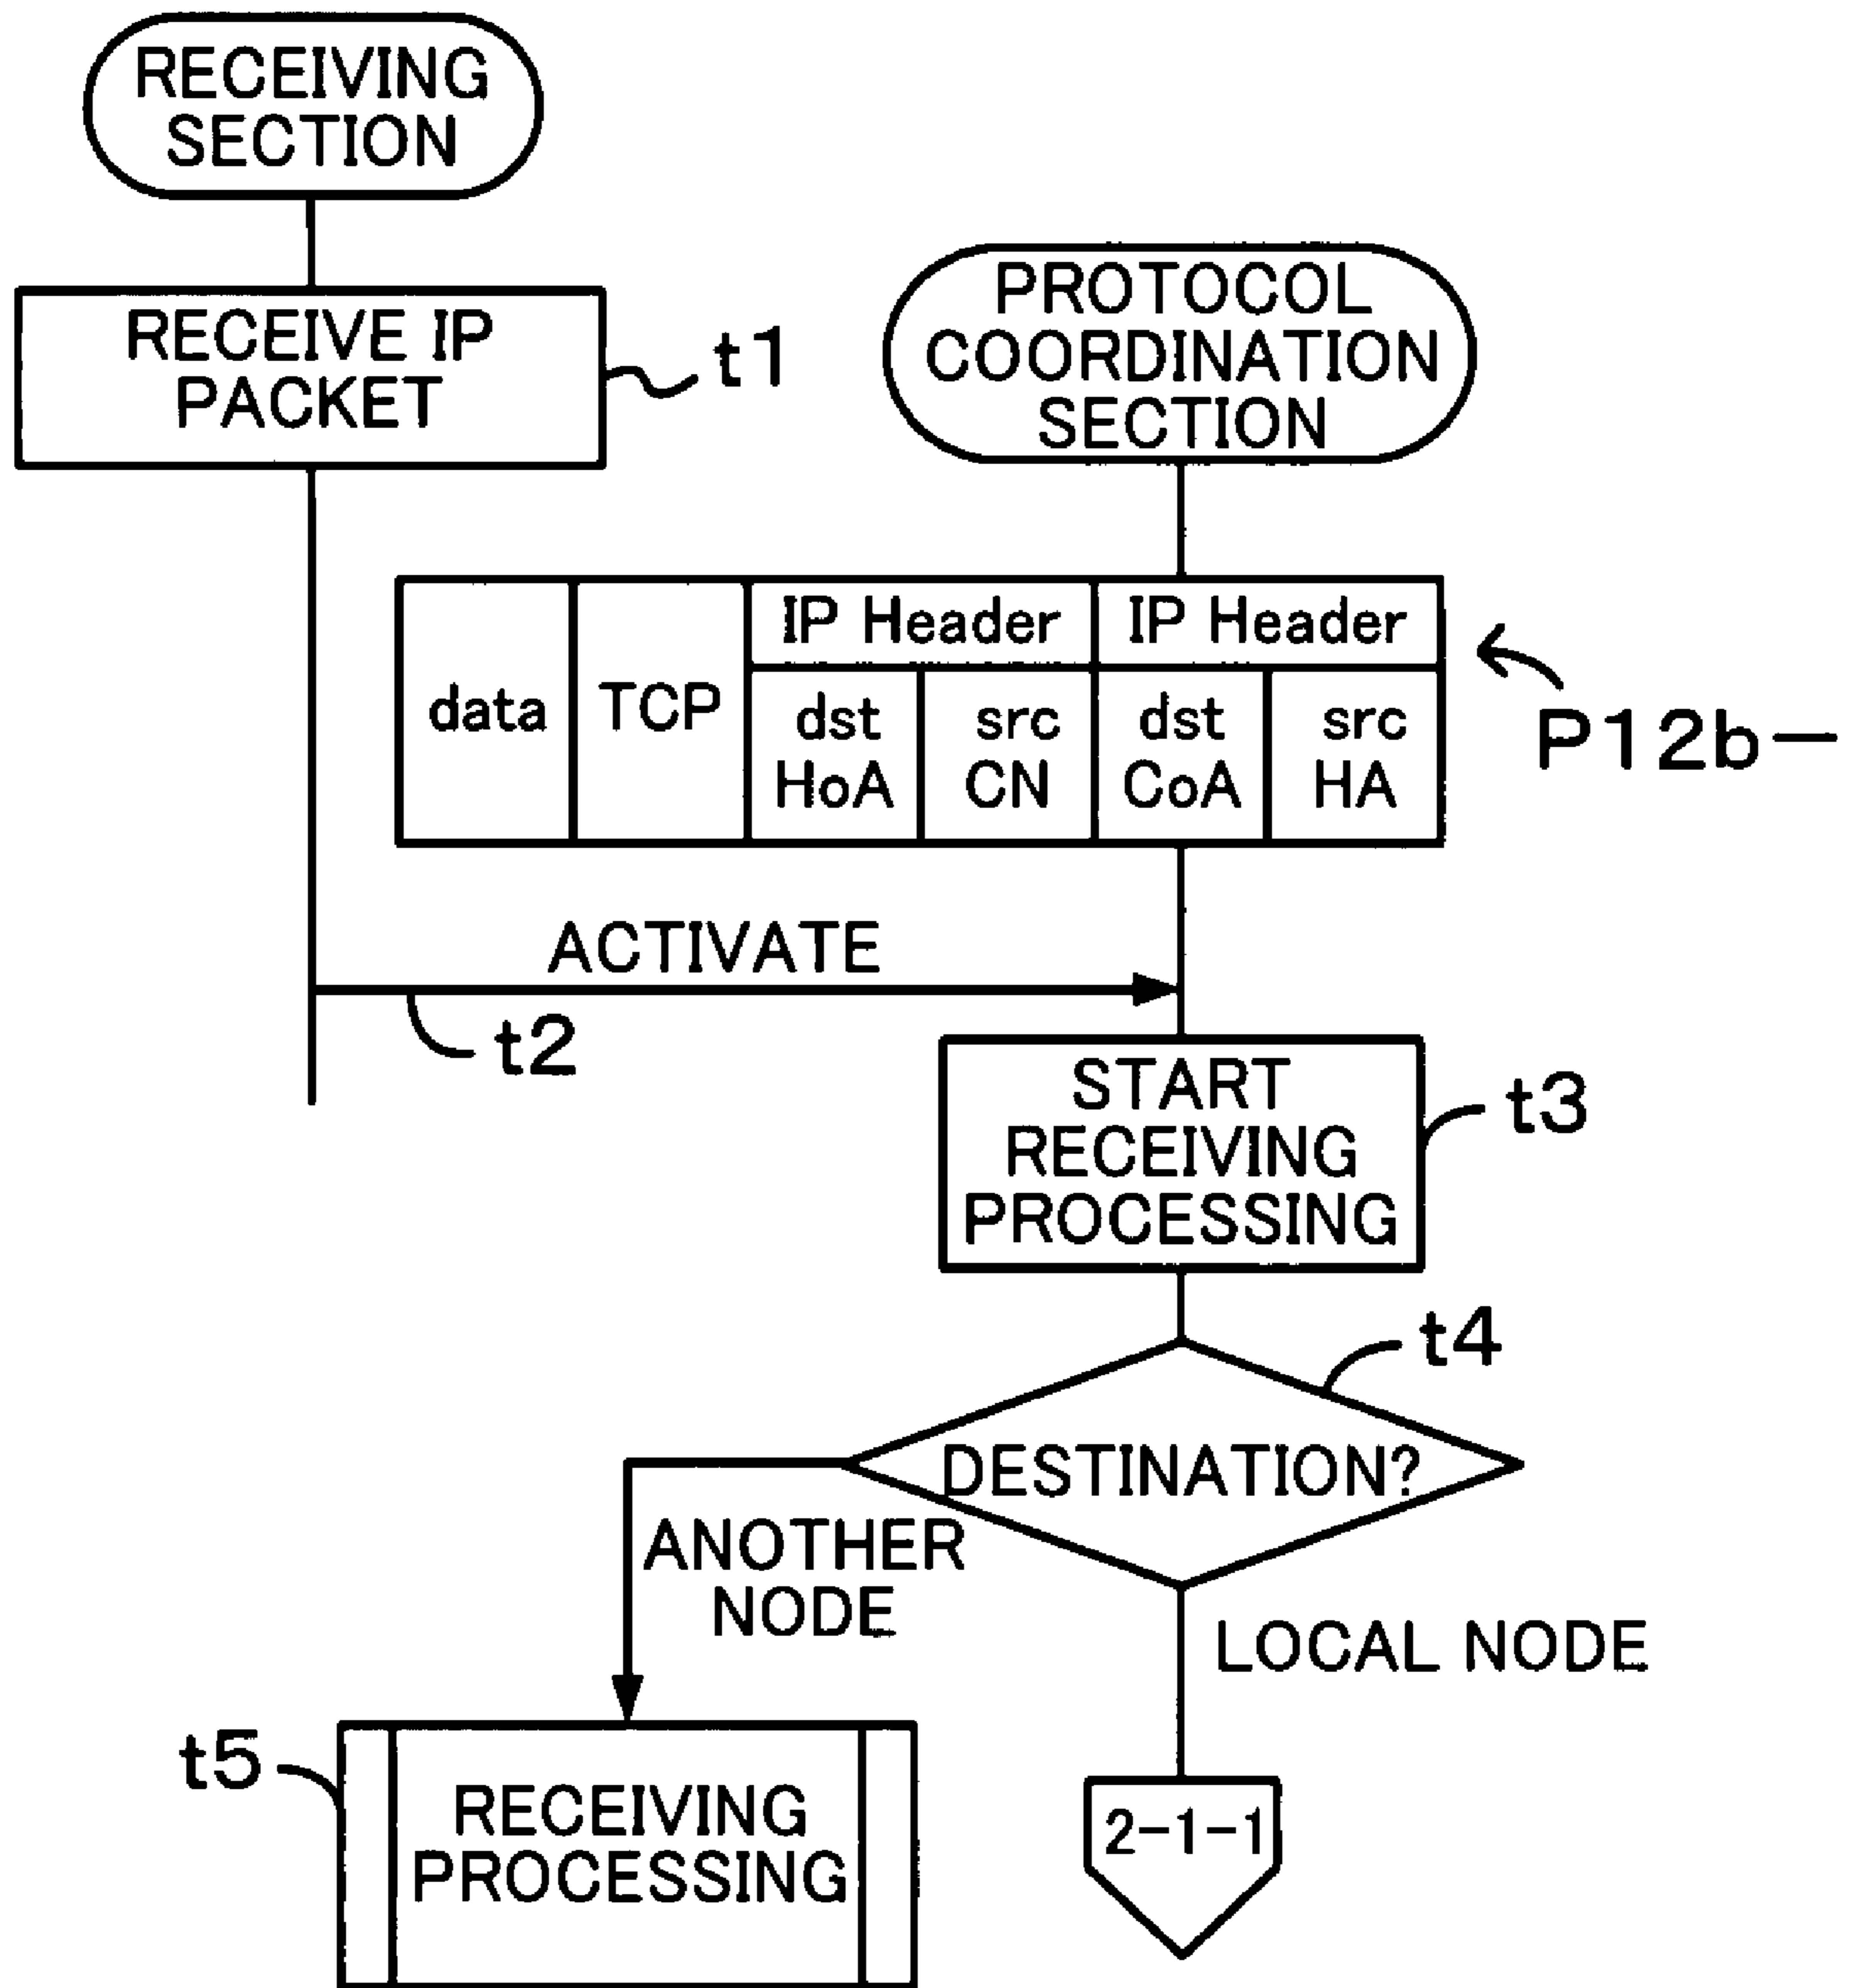 RECEIVING
SECTION
RECEIVE IP
PACKET
t1
PROTOCOL
COORDINATION
SECTION
data
TCP
IP Header
IP Header
dst
HoA
src
CN
dst
CoA
src
HA
P12b−
ACTIVATE
t2
START
RECEIVING
PROCESSING
t3
t4
DESTINATION?
ANOTHER
NODE
LOCAL NODE
t5
RECEIVING
PROCESSING
2-1-1